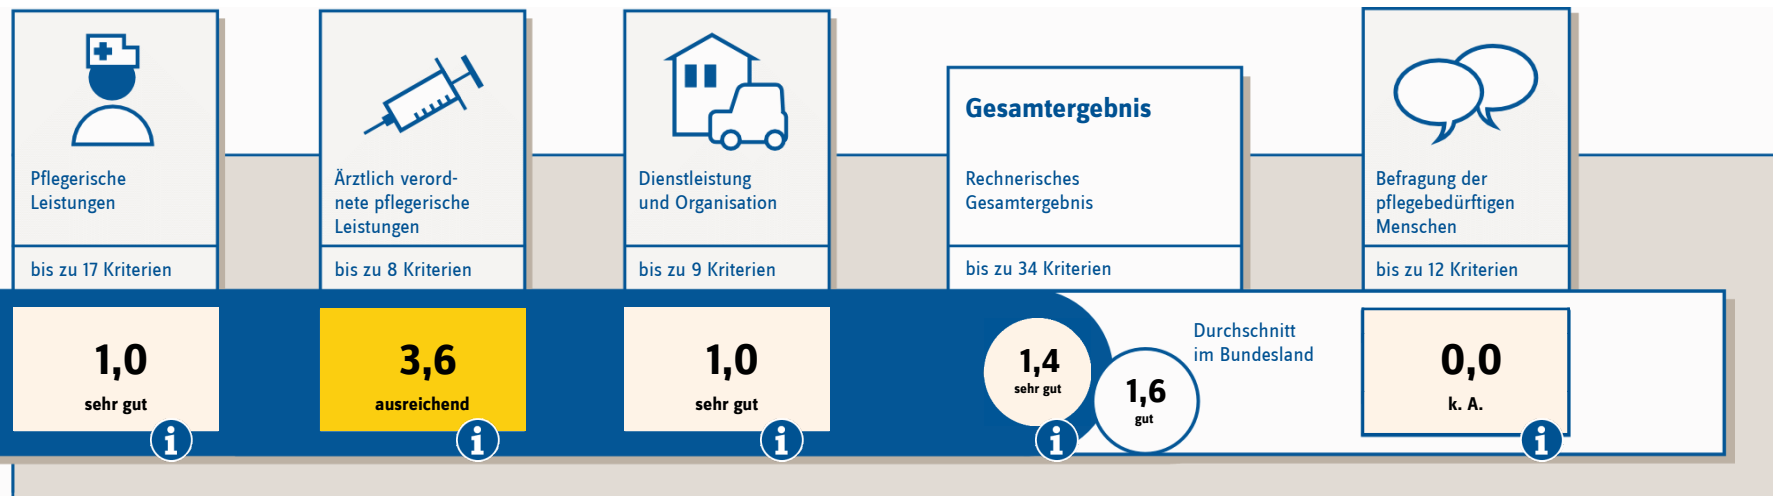 Pflegerische
Leistungen
bis zu 17 Kriterien
1,0
sehr gut
i
Ärztlich verord-
nete pflegerische
Leistungen
bis zu 8 Kriterien
3,6
ausreichend
i
Dienstleistung
und Organisation
bis zu 9 Kriterien
1,0
sehr gut
i
Gesamtergebnis
Rechnerisches
Gesamtergebnis
bis zu 34 Kriterien
1,4
sehr gut
i
1,6
gut
Durchschnitt
im Bundesland
Befragung der
pflegebedürftigen
Menschen
bis zu 12 Kriterien
0,0
k. A.
i